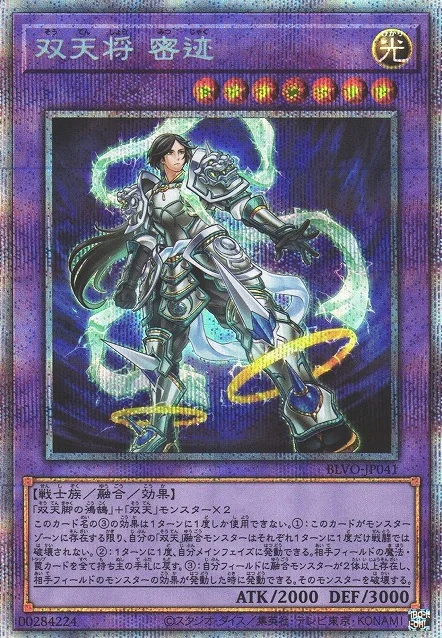 双天将 密迹
光
BLVO-JP041
【戦士族／融合／効果】
「双天脚の鴻鵠」＋「双天」モンスター×２
このカード名の③の効果は１ターンに１度しか使用できない。①：このカードがモンスター
ゾーンに存在する限り、自分の「双天」融合モンスターはそれぞれ１ターンに１度だけ戦闘では
破壊されない。②：１ターンに１度、自分メインフェイズに発動できる。相手フィールドの魔法・
罠カードを全て持ち主の手札に戻す。③：自分フィールドに融合モンスターが２体以上存在し、
相手フィールドのモンスターの効果が発動した時に発動できる。そのモンスターを破壊する。
ATK/2000 DEF/3000
00284224
©スタジオ・ダイス／集英社・テレビ東京・KONAMI